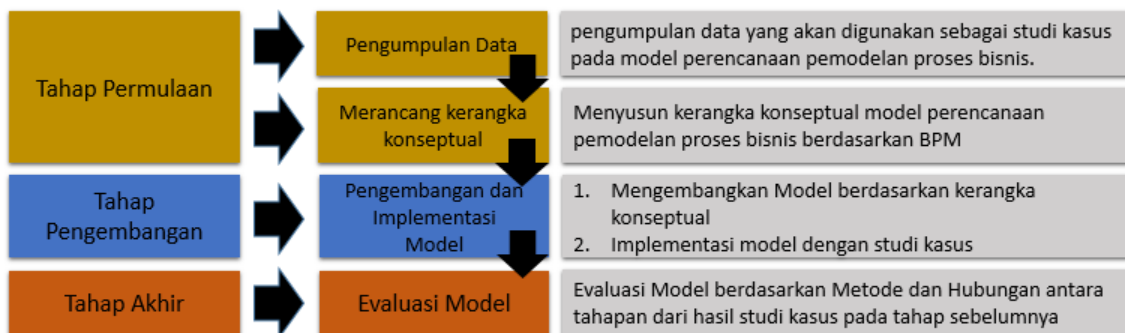 Tahap Permulaan
Pengumpulan Data
pengumpulan data yang akan digunakan sebagai studi kasus
pada model perencanaan pemodelan proses bisnis.
Merancang kerangka
konseptual
Menyusun kerangka konseptual model perencanaan
pemodelan proses bisnis berdasarkan BPM
Tahap
Pengembangan
Pengembangan dan
Implementasi
Model
1. Mengembangkan Model berdasarkan kerangka
konseptual
2. Implementasi model dengan studi kasus
Tahap Akhir
Evaluasi Model
Evaluasi Model berdasarkan Metode dan Hubungan antara
tahapan dari hasil studi kasus pada tahap sebelumnya